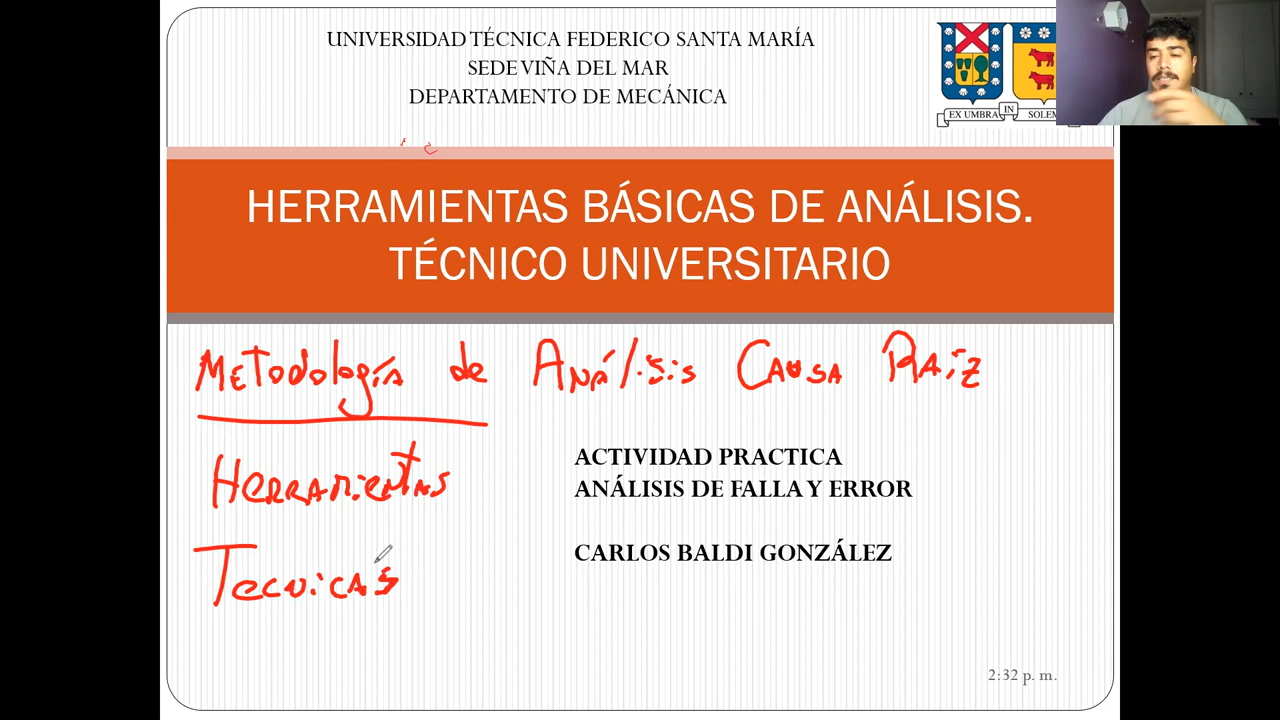 UNIVERSIDAD TÉCNICA FEDERICO SANTA MARÍA
SEDE VIÑA DEL MAR
DEPARTAMENTO DE MECÁNICA
EX UMBRA IN SOLEM
HERRAMIENTAS BÁSICAS DE ANÁLISIS.
TÉCNICO UNIVERSITARIO
Metodología de Análisis Causa Raíz
Herramientas
Tecnicas
ACTIVIDAD PRACTICA
ANÁLISIS DE FALLA Y ERROR
CARLOS BALDI GONZÁLEZ
2:32 p. m.